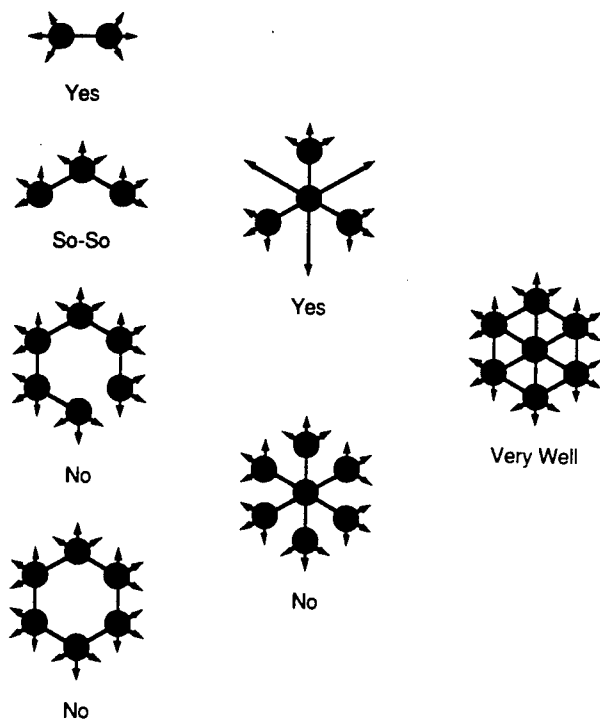 Yes
So-So
Yes
No
Very Well
No
No